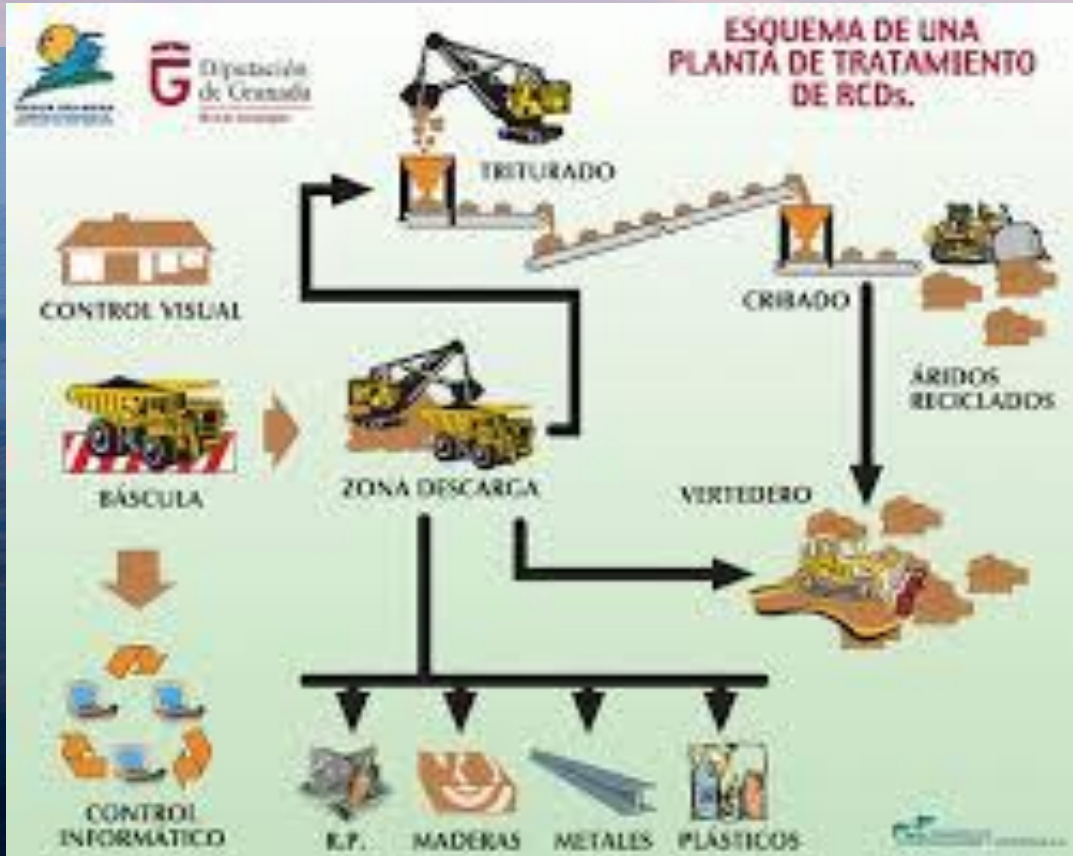 ESQUEMA DE UNA
PLANTA DE TRATAMIENTO
DE RCDs.
Diputación
de Granada
TRITURADO
CONTROL VISUAL
CRIBADO
ÁRIDOS
RECICLADOS
BÁSCULA
ZONA DESCARGA
VERTEDERO
CONTROL
INFORMATICO
R.P.
MADERAS
METALES
PLÁSTICOS